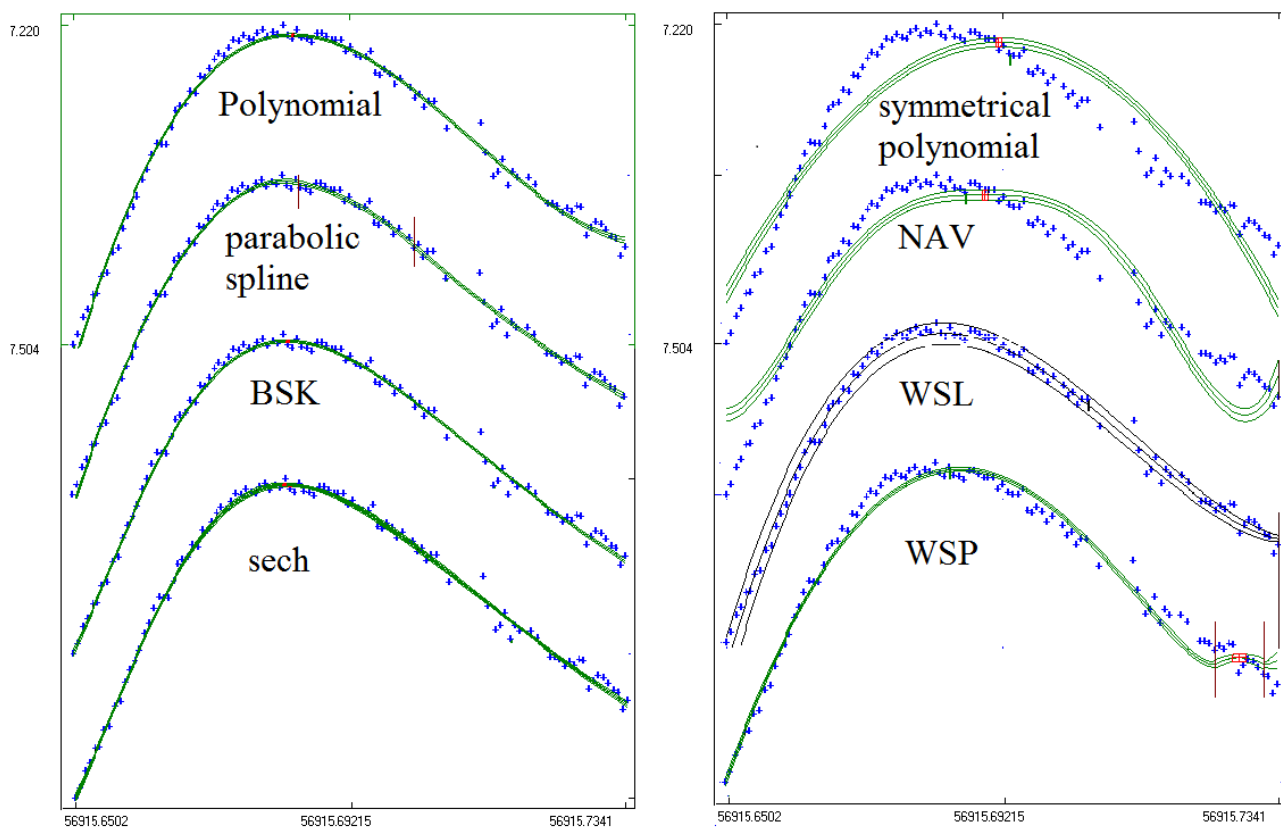 7.220
Polynomial
parabolic
spline
7.504
BSK
sech
56915.6502
56915.69215
56915.7341
7.220
symmetrical
polynomial
NAV
7.504
WSL
WSP
56915.6502
56915.69215
56915.7341